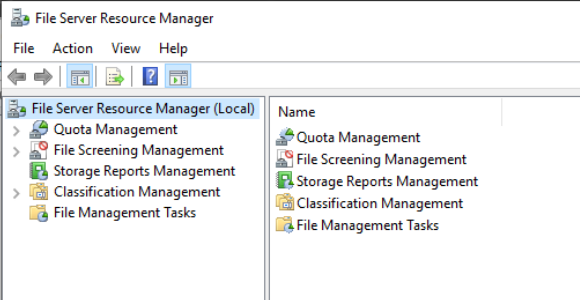 File Server Resource Manager
File Action View Help
File Server Resource Manager (Local)
Quota Management
File Screening Management
Storage Reports Management
Classification Management
File Management Tasks
Name
Quota Management
File Screening Management
Storage Reports Management
Classification Management
File Management Tasks